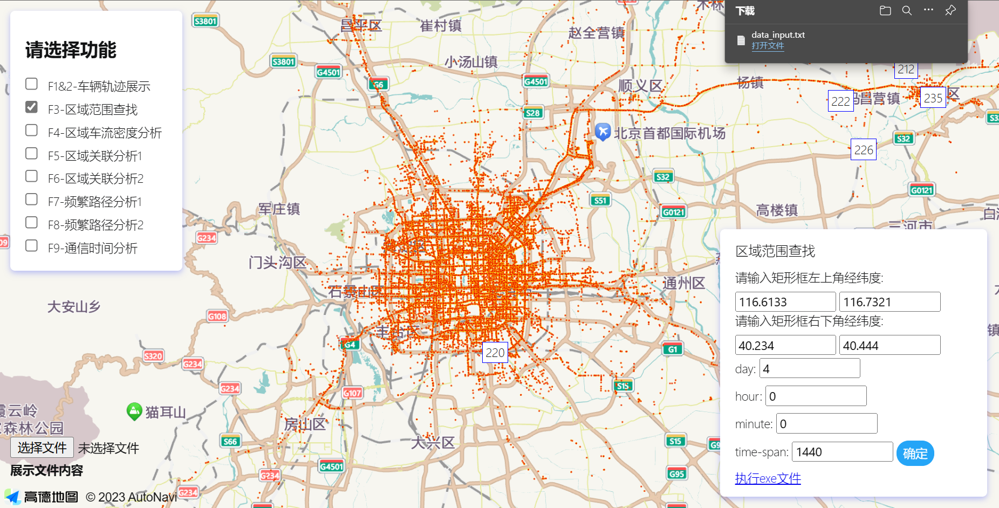 请选择功能
F1&2-车辆轨迹展示
F3-区域范围查找
F4-区域车流密度分析
F5-区域关联分析1
F6-区域关联分析2
F7-频繁路径分析1
F8-频繁路径分析2
F9-通信时间分析
选择文件 未选择文件
展示文件内容
高德地图 © 2023 AutoNavi
下载
data_input.txt
打开文件
区域范围查找
请输入矩形框左上角经纬度:
116.6133 116.7321
请输入矩形框右下角经纬度:
40.234 40.444
day: 4
hour: 0
minute: 0
time-span: 1440 确定
执行exe文件
S3801
昌平区
崔村镇
赵全营镇
S3801
G4501
小汤山镇
G6
G4501
顺义区
杨镇
212
222
昌营镇
235
区
S28
北京首都国际机场
S32
226
S32
G0121
S51
G0121
军庄镇
高楼镇
三河市
G234
门头沟区
石景山区
通州区
大安山乡
G108
丰台区
G4
220
G1
S320
G234
G234
G107
S15
霞云岭
森林公园
猫耳山
房山区
大兴区
S66
S15
G4501
G234
G95
G234